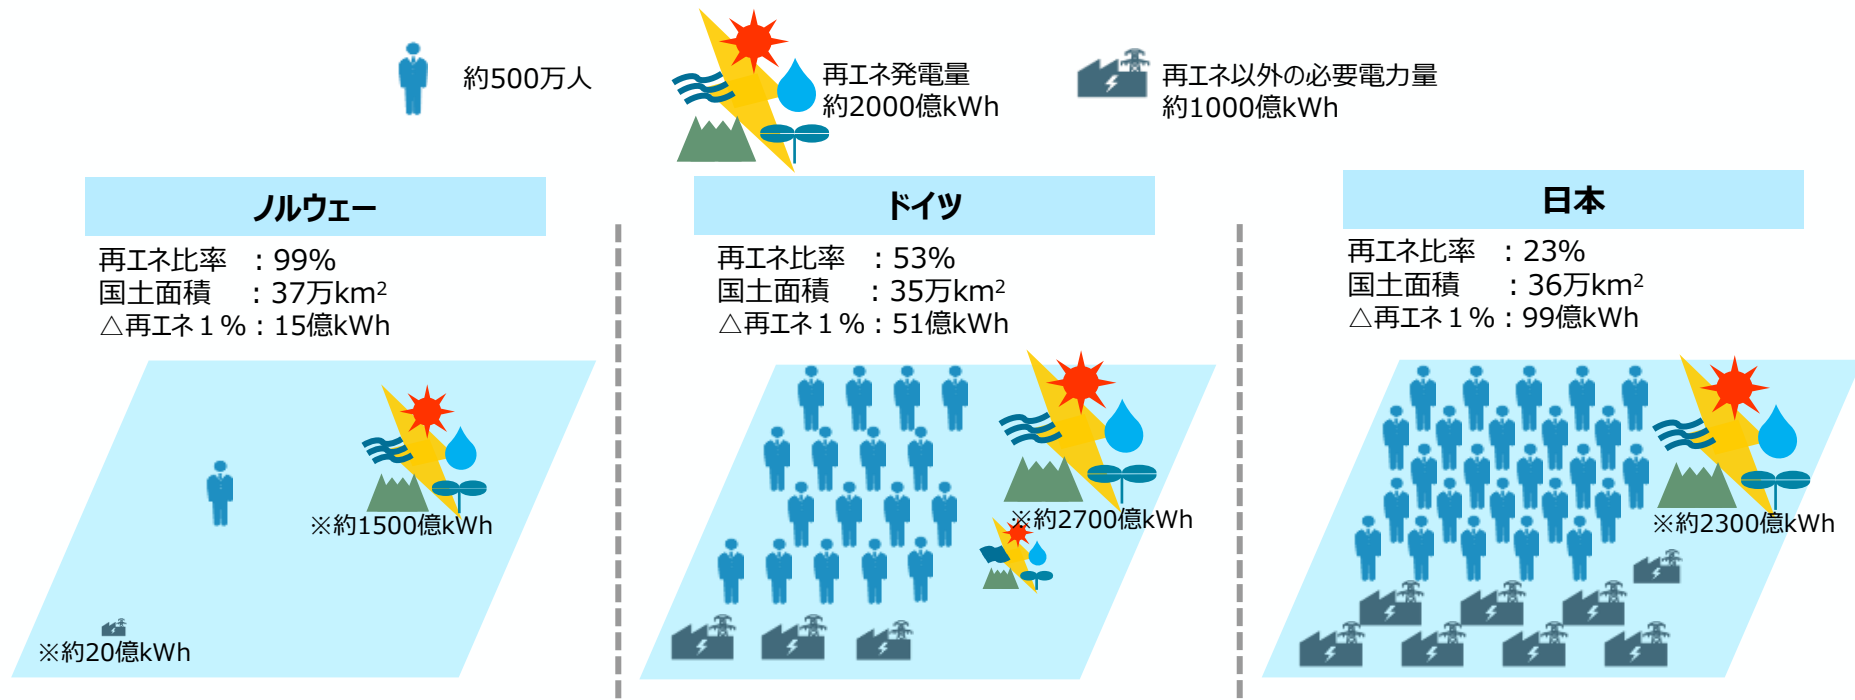 約500万人
再エネ発電量
約2000億kWh
再エネ以外の必要電力量
約1000億kWh
ノルウェー
再エネ比率 : 99%
国土面積 : 37万km²
△再エネ1%:15億kWh
※約1500億kWh
※約20億kWh
ドイツ
再エネ比率 : 53%
国土面積 : 35万km²
△再エネ1%:51億kWh
※約2700億kWh
日本
再エネ比率 : 23%
国土面積 : 36万km²
△再エネ1%:99億kWh
※約2300億kWh